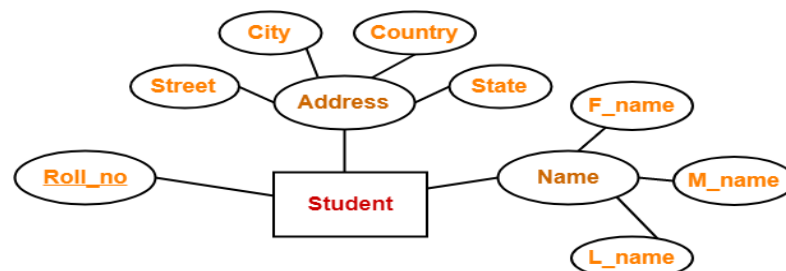 City
Country
Street
Address
State
F_name
Roll_no
Student
Name
M_name
L_name